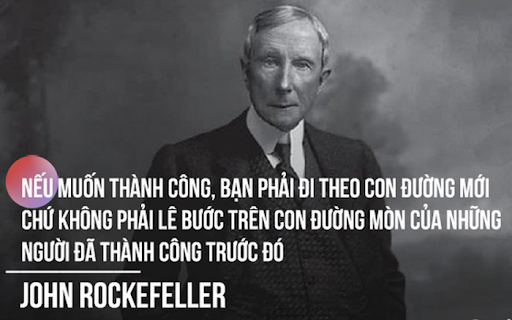 NẾU MUỐN THÀNH CÔNG, BẠN PHẢI ĐI THEO CON ĐƯỜNG MỚI
CHỨ KHÔNG PHẢI LÊ BƯỚC TRÊN CON ĐƯỜNG MÒN CỦA NHỮNG
NGƯỜI ĐÃ THÀNH CÔNG TRƯỚC ĐÓ
JOHN ROCKEFELLER